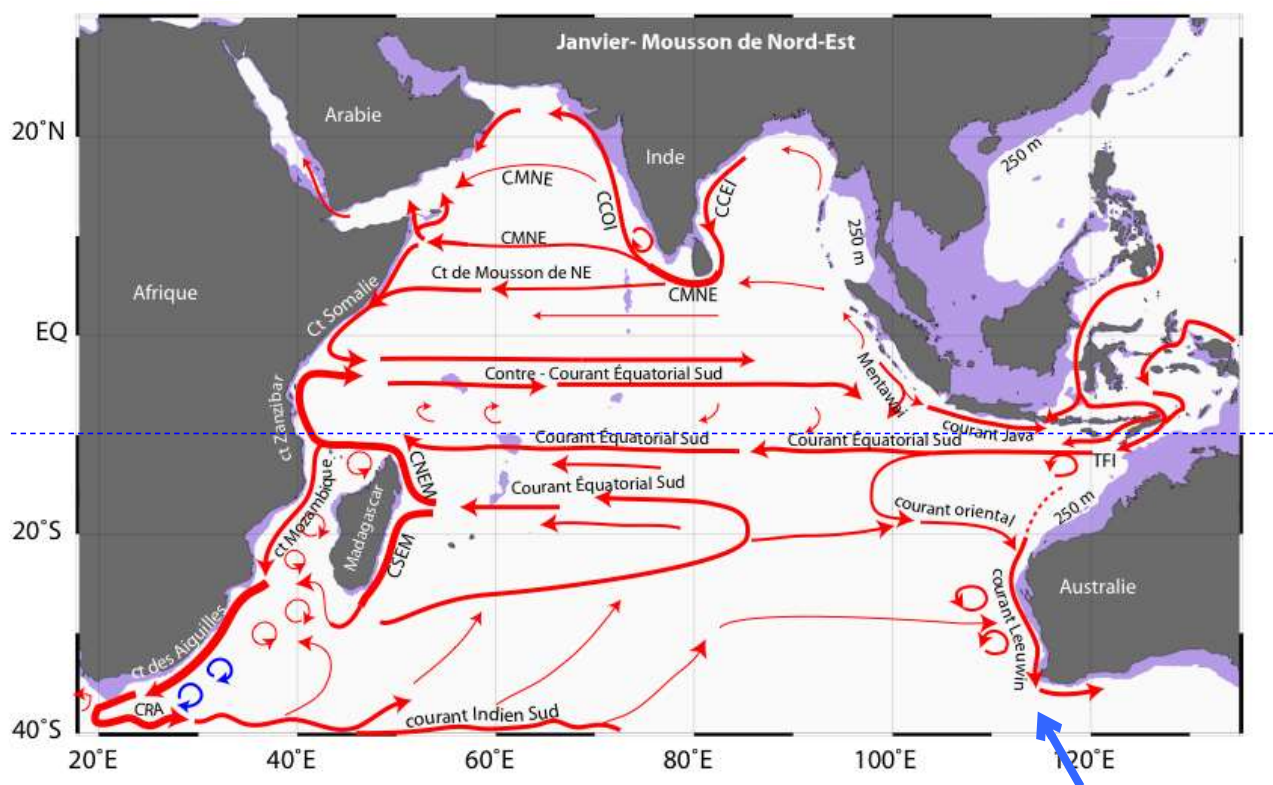 Janvier- Mousson de Nord-Est
Arabie
20˚N
Inde
250 m
CMNE
CCOI
CCEI
250 m
CMNE
Ct de Mousson de NE
Afrique
CMNE
Ct Somalie
EQ
Contre - Courant Équatorial Sud
Mentawai
ct Zanzibar
courant Java
Courant Équatorial Sud
Courant Équatorial Sud
TFI
CNEM
Courant Équatorial Sud
ct Mozambique
Madagascar
courant oriental
250 m
20˚S
CSEM
Australie
courant Leeuwin
ct des Aiguilles
CRA
courant Indien Sud
40˚S
20˚E
40˚E
60˚E
80˚E
100˚E
120˚E